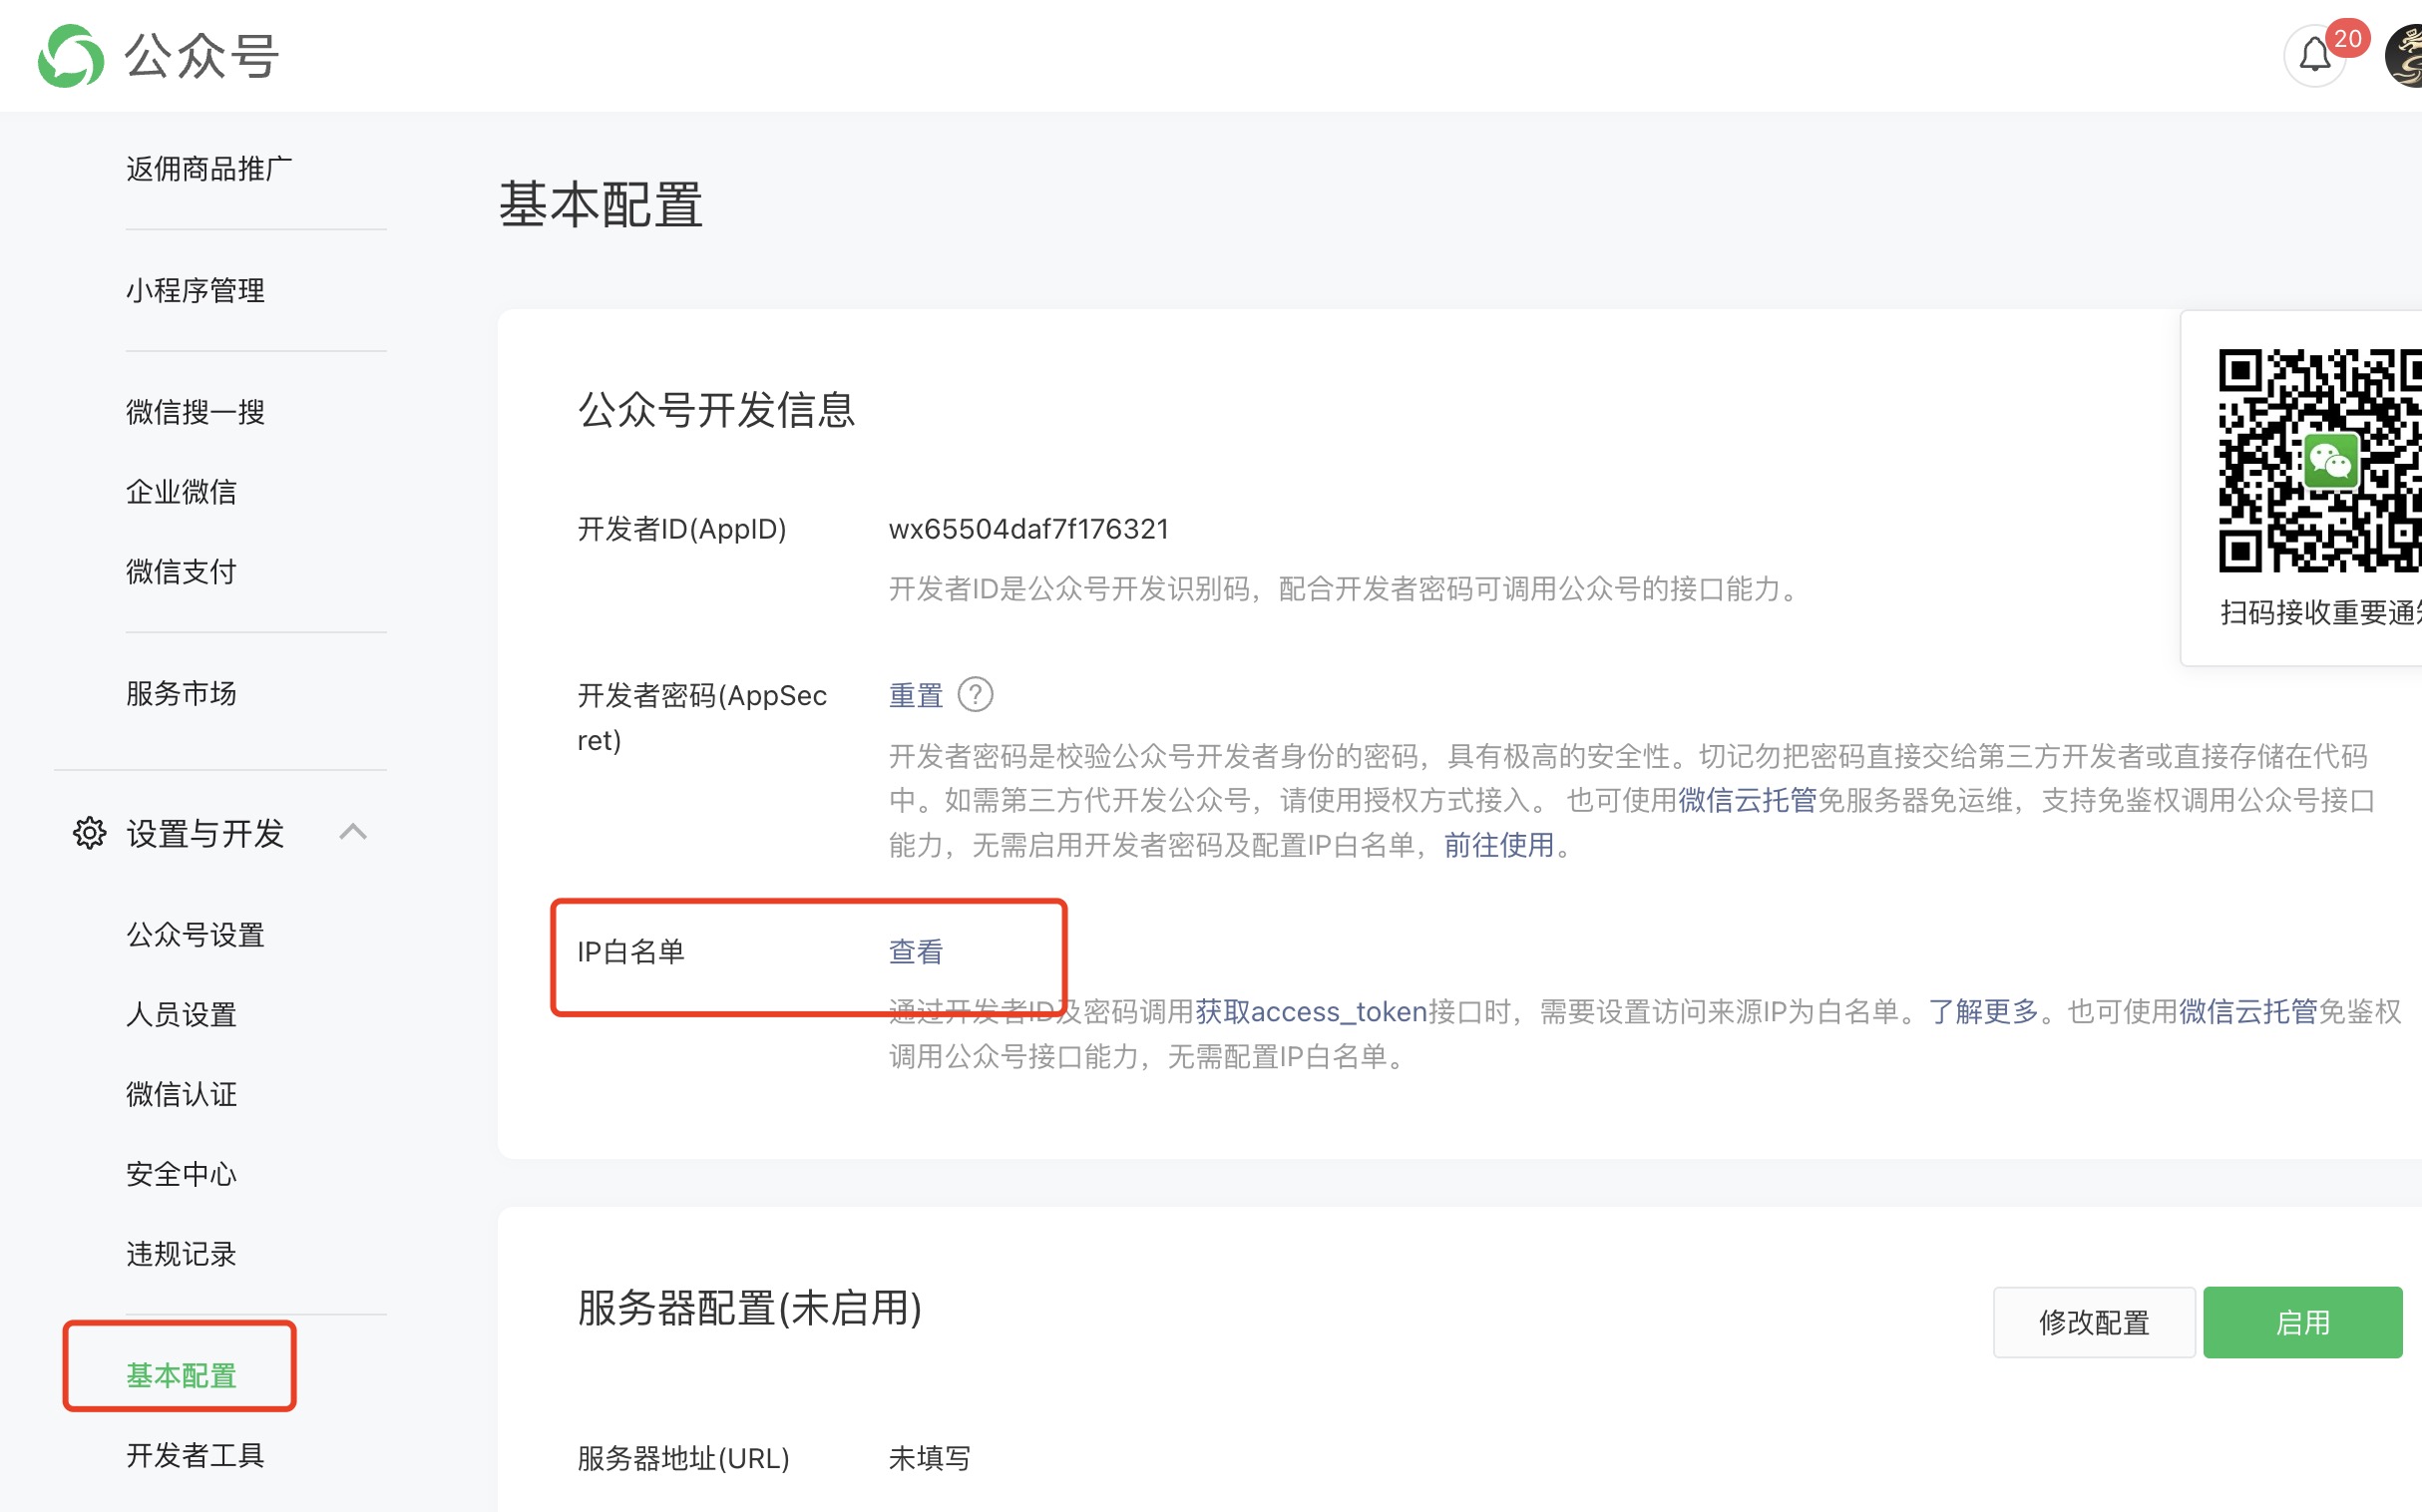 公众号
20
返佣商品推广
小程序管理
微信搜一搜
企业微信
微信支付
服务市场
设置与开发
公众号设置
人员设置
微信认证
安全中心
违规记录
基本配置
开发者工具
基本配置
公众号开发信息
开发者ID(AppID)
wx65504daf7f176321
开发者ID是公众号开发识别码，配合开发者密码可调用公众号的接口能力。
扫码接收重要通
开发者密码(AppSec
ret)
重置 ?
开发者密码是校验公众号开发者身份的密码，具有极高的安全性。切记勿把密码直接交给第三方开发者或直接存储在代码
中。如需第三方代开发公众号，请使用授权方式接入。 也可使用微信云托管免服务器免运维，支持免鉴权调用公众号接口
能力，无需启用开发者密码及配置IP白名单，前往使用。
IP白名单
查看
通过开发者ID及密码调用获取access_token接口时，需要设置访问来源IP为白名单。了解更多。也可使用微信云托管免鉴权
调用公众号接口能力，无需配置IP白名单。
服务器配置(未启用)
修改配置
启用
服务器地址(URL)
未填写